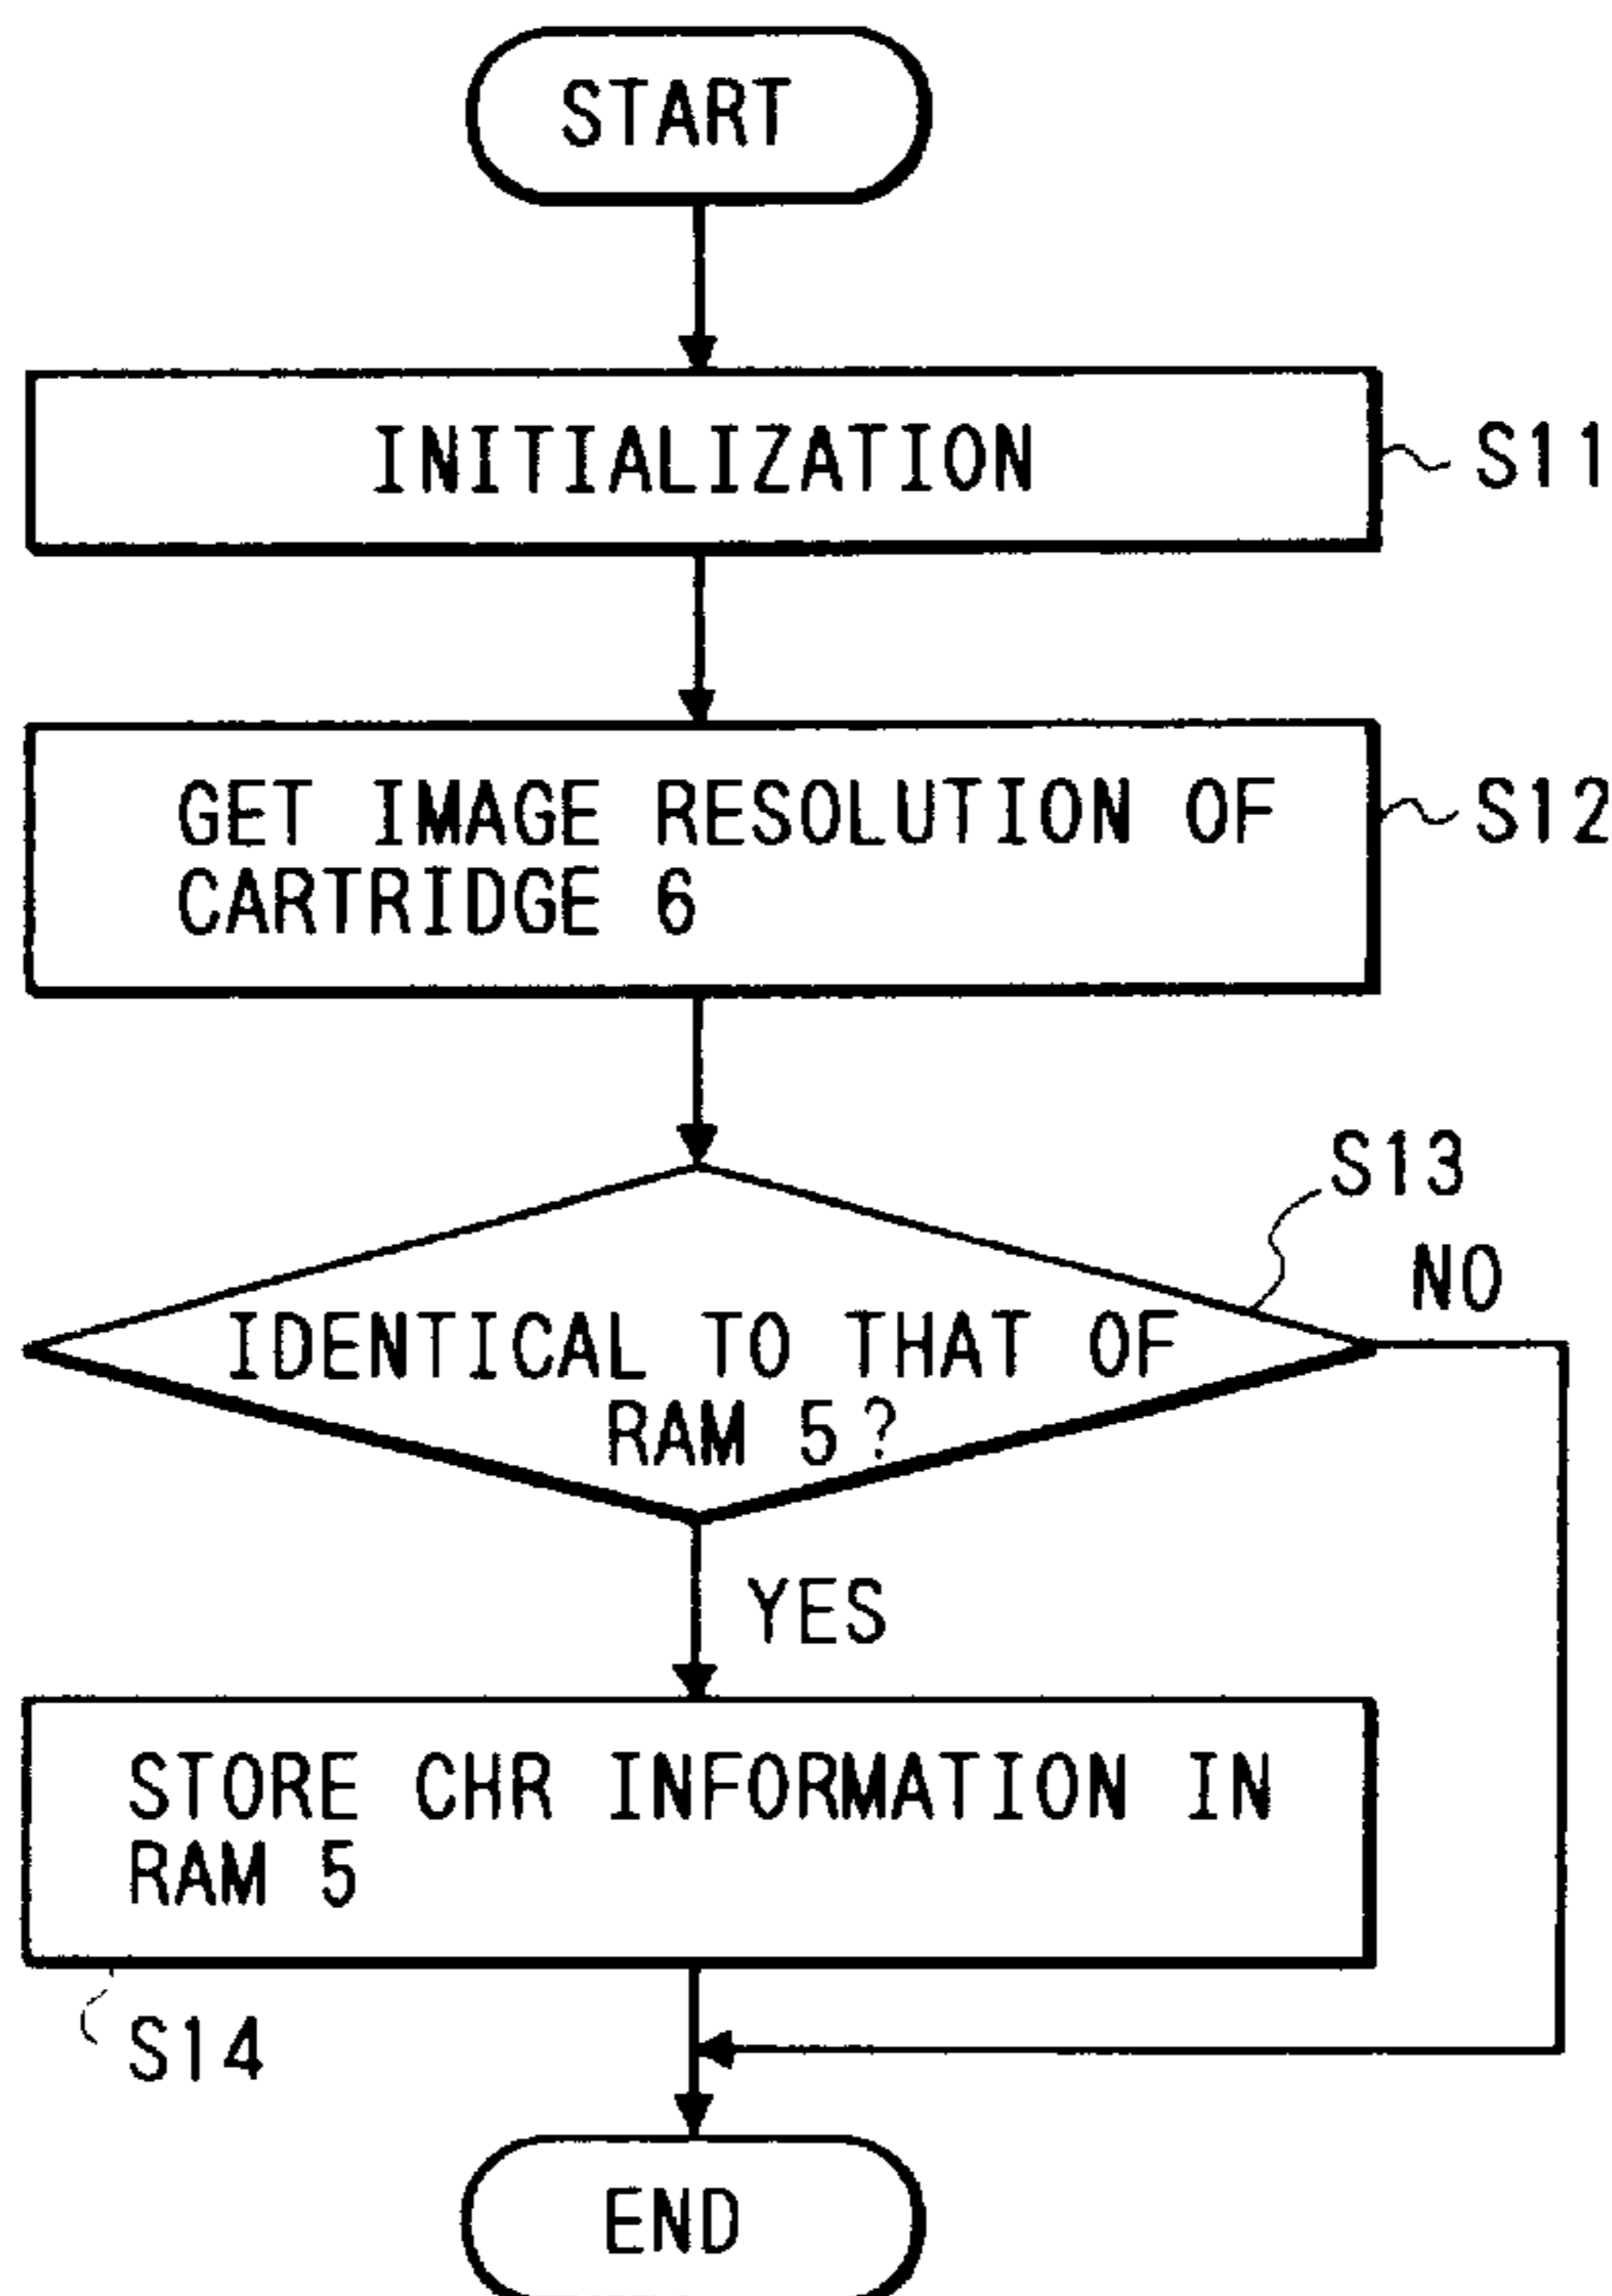 START
INITIALIZATION
S11
GET IMAGE RESOLUTION OF
CARTRIDGE 6
S12
S13
NO
IDENTICAL TO THAT OF
RAM 5?
YES
STORE CHR INFORMATION IN
RAM 5
S14
END